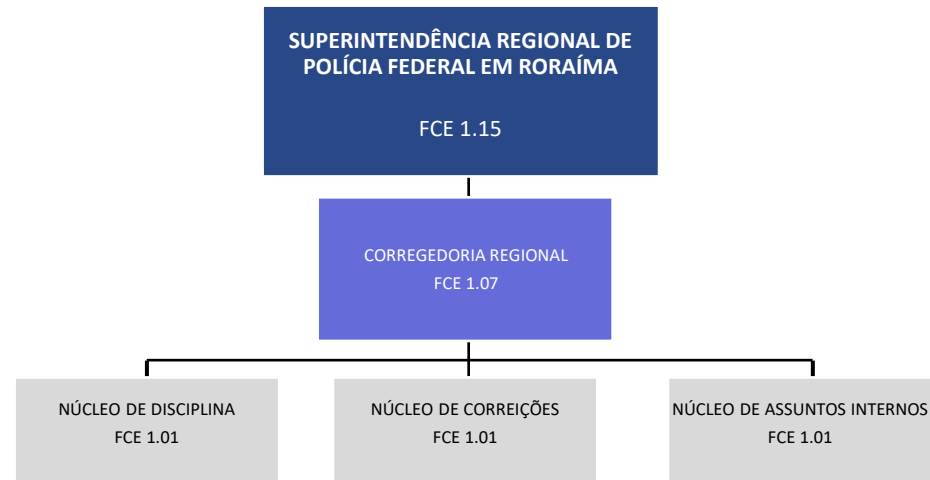 SUPERINTENDÊNCIA REGIONAL DE
POLÍCIA FEDERAL EM RORAÍMA
FCE 1.15
CORREGEDORIA REGIONAL
FCE 1.07
NÚCLEO DE DISCIPLINA
FCE 1.01
NÚCLEO DE CORREIÇÕES
FCE 1.01
NÚCLEO DE ASSUNTOS INTERNOS
FCE 1.01